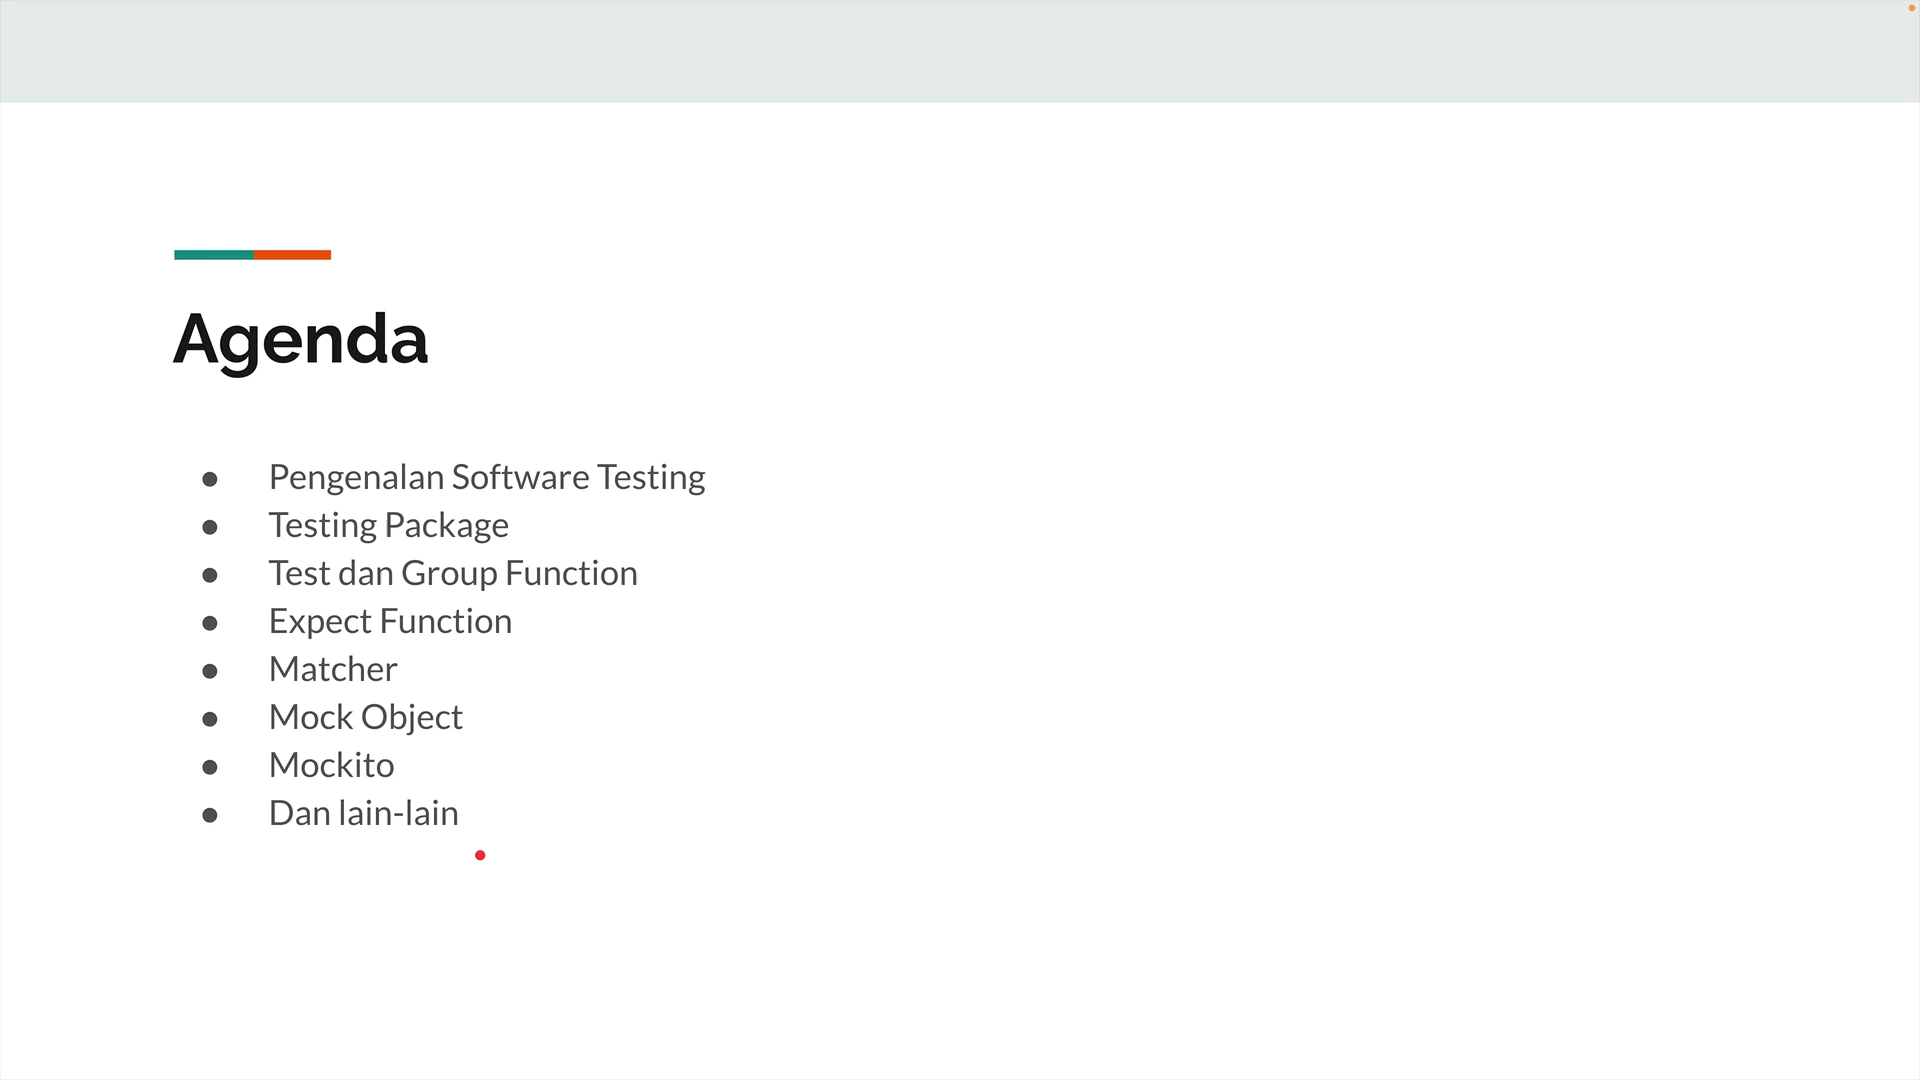 Agenda
● Pengenalan Software Testing
● Testing Package
● Test dan Group Function
● Expect Function
● Matcher
● Mock Object
● Mockito
● Dan lain-lain